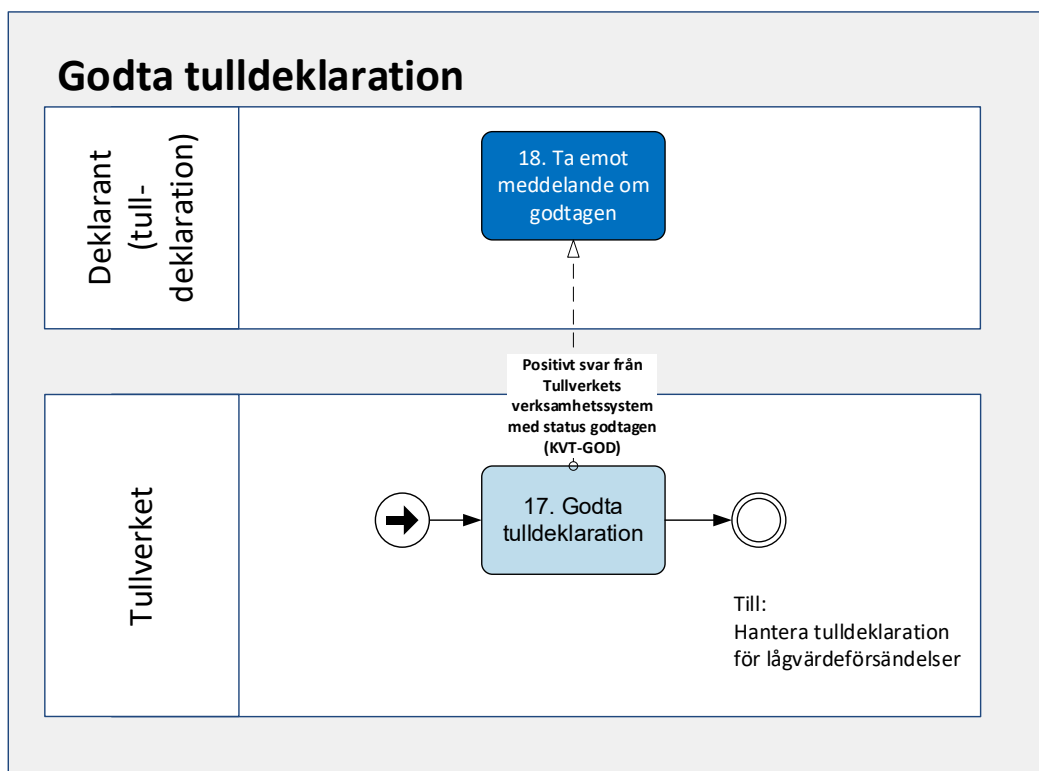 Godta tulldeklaration
Deklarant
(tull-
deklaration)
18. Ta emot
meddelande om
godtagen
Positivt svar från
Tullverkets
verksamhetssystem
med status godtagen
(KVT-GOD)
Tullverket
17. Godta
tulldeklaration
Till:
Hantera tulldeklaration
för lågvärdeförsändelser